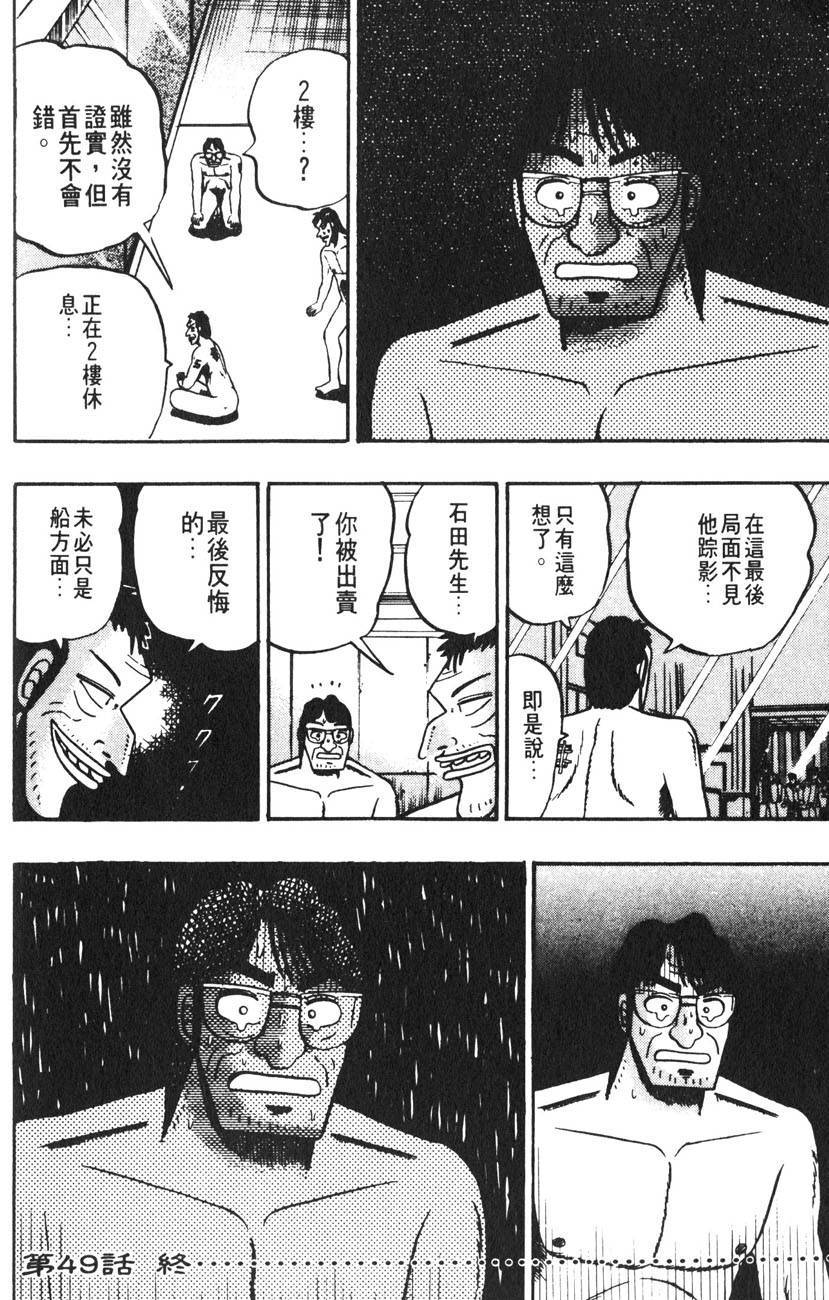 2樓…?
雖然沒有
證實，但
首先不會
錯。
正在2樓休
息…
在這最後
局面不見
他踪影…
只有這麼
想了。
即是說…
石田先生…
你被出賣
了!
最後反悔
的…
ククク
未必只是
船方面…
第49話 終